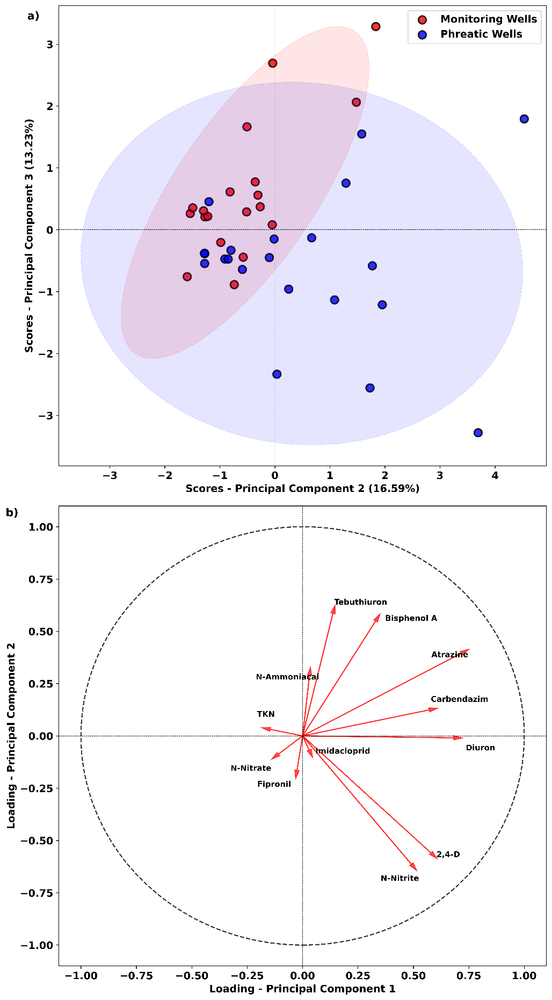 a)
Monitoring Wells
Phreatic Wells
3
2
1
0
−1
−2
−3
Scores - Principal Component 3 (13.23%)
−3 −2 −1 0 1 2 3 4
Scores - Principal Component 2 (16.59%)
b)
1.00
0.75
0.50
0.25
0.00
−0.25
−0.50
−0.75
−1.00
Loading - Principal Component 2
Tebuthiuron
Bisphenol A
Atrazine
N-Ammoniacal
Carbendazim
TKN
Diuron
Imidacloprid
N-Nitrate
Fipronil
2,4-D
N-Nitrite
−1.00 −0.75 −0.50 −0.25 0.00 0.25 0.50 0.75 1.00
Loading - Principal Component 1